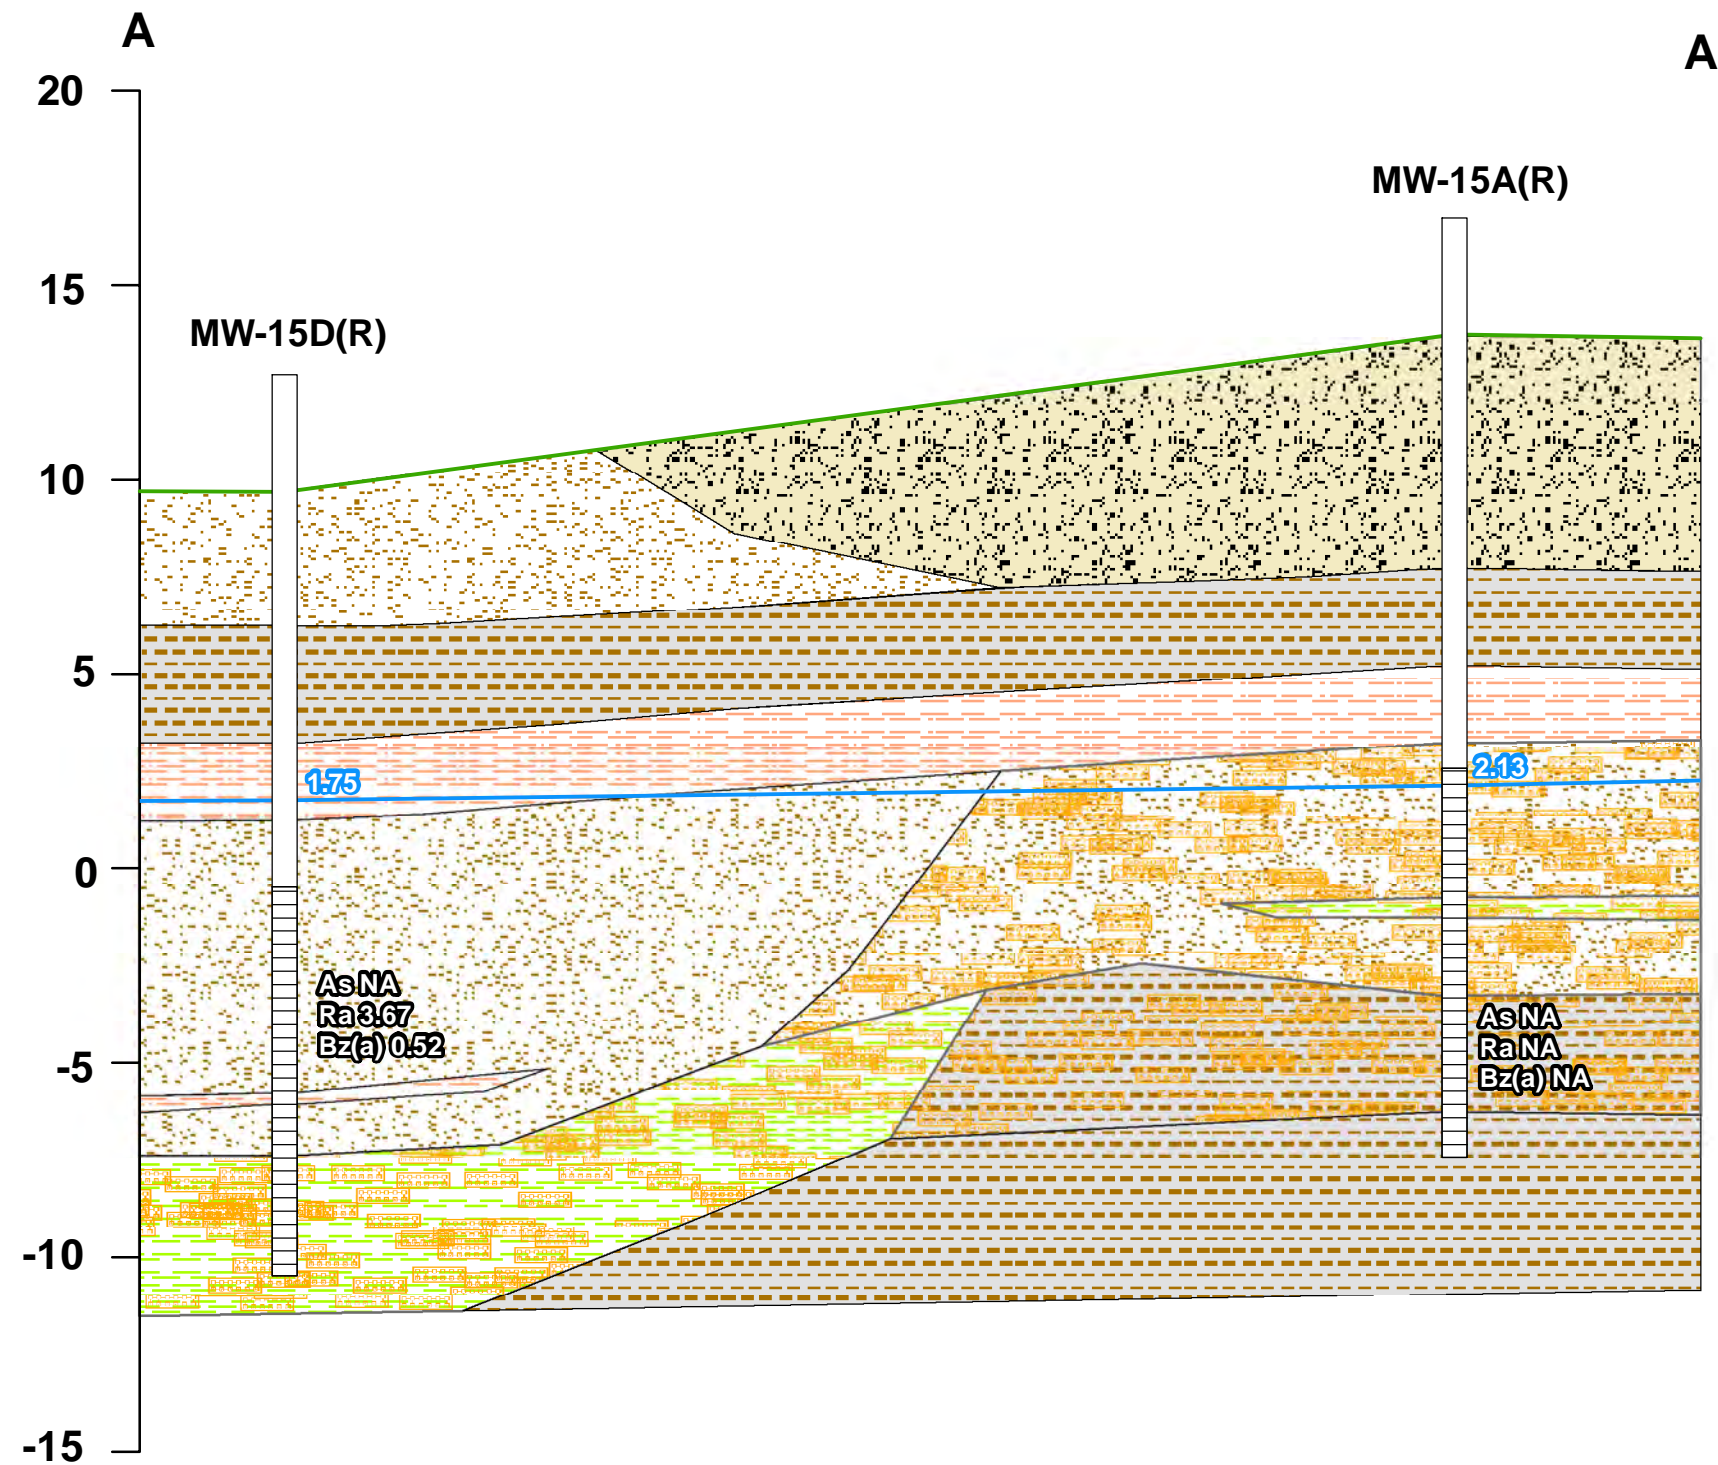 A
A
20
MW-15A(R)
15
MW-15D(R)
10
5
1.75
2.13
0
As NA
Ra 3.67
Bz(a) 0.52
As NA
Ra NA
Bz(a) NA
-5
-10
-15